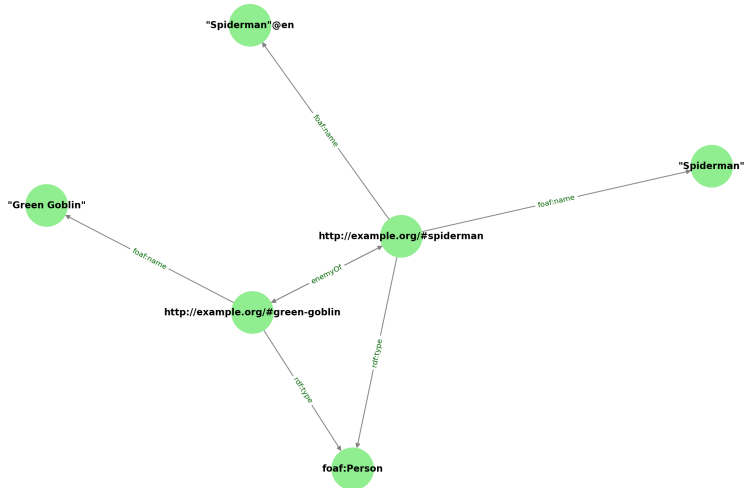 "Spiderman"@en
foaf:name
"Spiderman"
foaf:name
"Green Goblin"
http://example.org/#spiderman
foaf:name
enemyOf
http://example.org/#green-goblin
rdf:type
rdf:type
foaf:Person